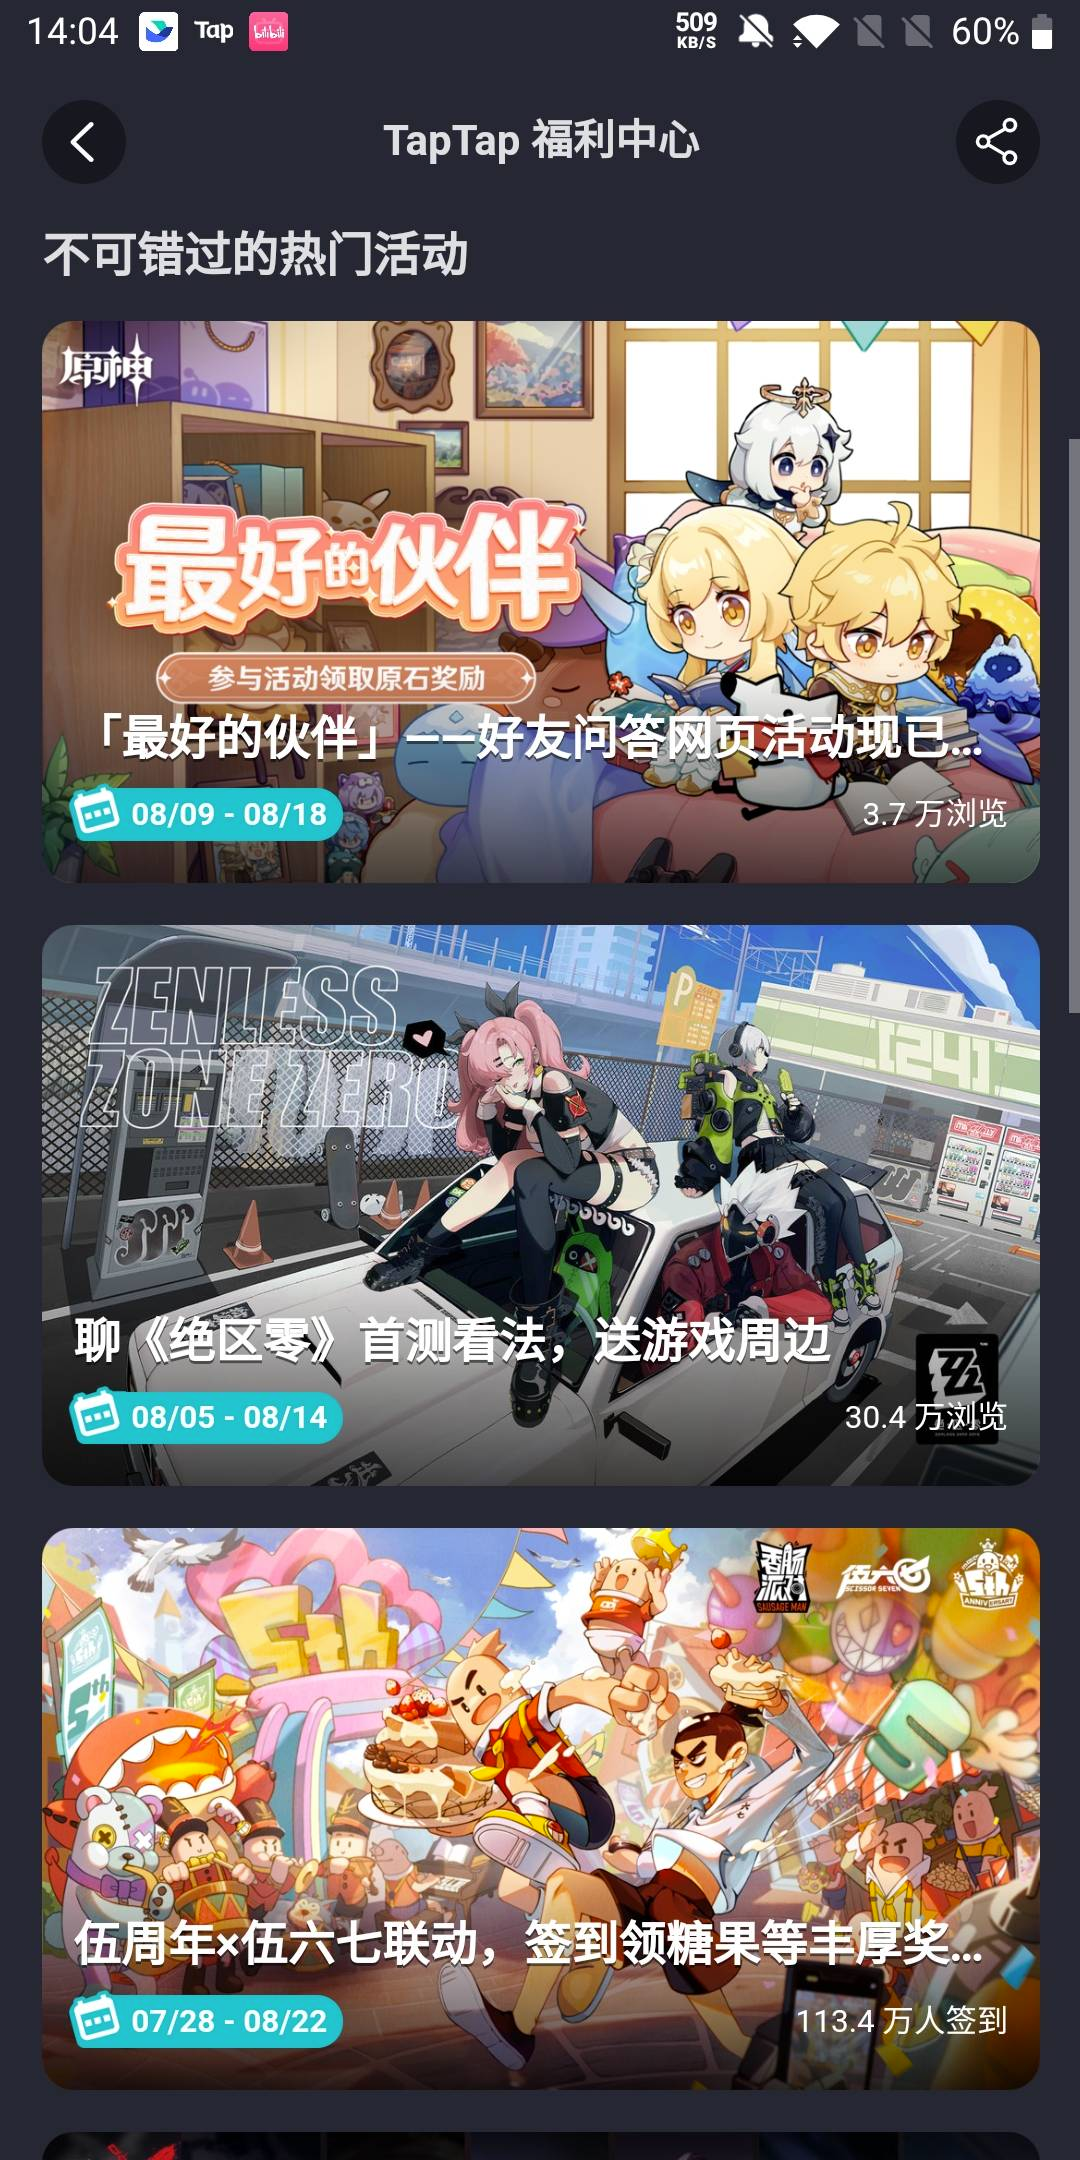 14:04
Tap
bilibili
509
KB/S
60%
TapTap 福利中心
不可错过的热门活动
原神
最好的伙伴
参与活动领取原石奖励
「最好的伙伴」——好友问答网页活动现已...
08/09 - 08/18
3.7 万浏览
ZENLESS
ZONE ZERO
P
[24]
聊《绝区零》首测看法，送游戏周边
08/05 - 08/14
30.4 万浏览
香肠派对
SAUSAGE MAN
伍六七
SCISSOR SEVEN
5th
ANNIVERSARY
5th
5th
伍周年×伍六七联动，签到领糖果等丰厚奖...
07/28 - 08/22
113.4 万人签到